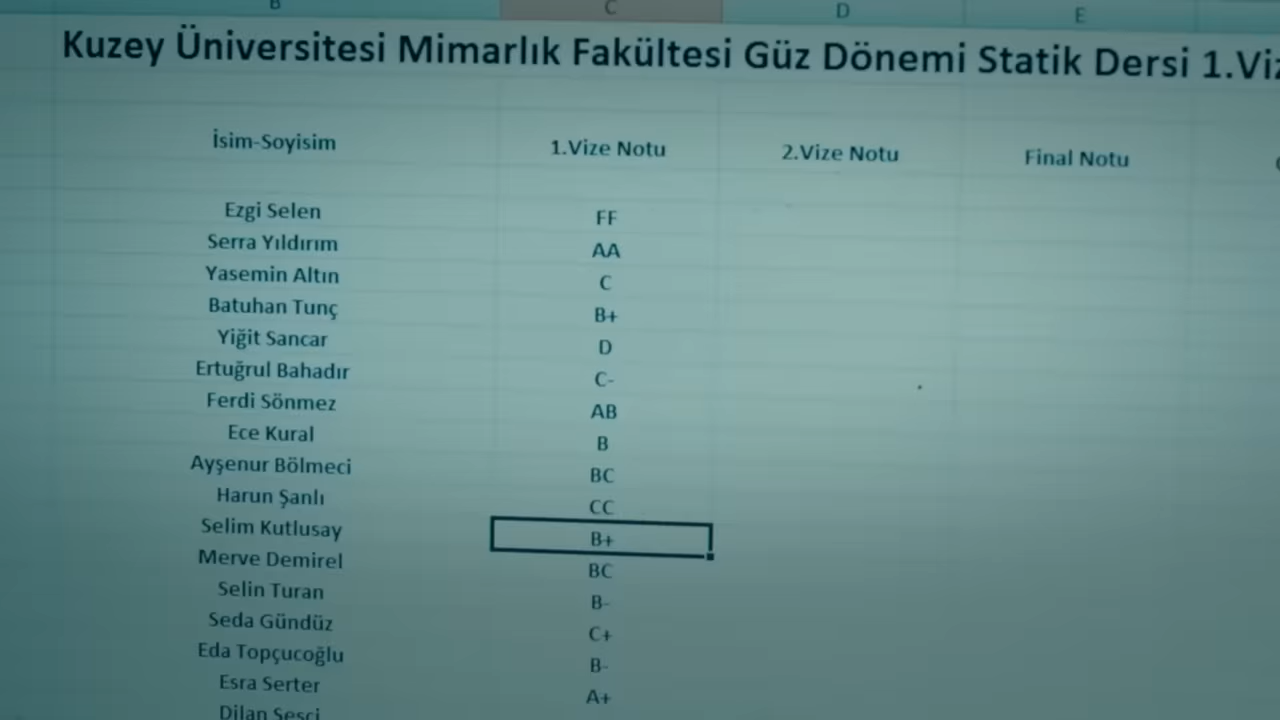 B C D E
Kuzey Üniversitesi Mimarlık Fakültesi Güz Dönemi Statik Dersi 1.Viz
İsim-Soyisim 1.Vize Notu 2.Vize Notu Final Notu
Ezgi Selen FF
Serra Yıldırım AA
Yasemin Altın C
Batuhan Tunç B+
Yiğit Sancar D
Ertuğrul Bahadır C-
Ferdi Sönmez AB
Ece Kural B
Ayşenur Bölmeci BC
Harun Şanlı CC
Selim Kutlusay B+
Merve Demirel BC
Selin Turan B-
Seda Gündüz C+
Eda Topçucoğlu B-
Esra Serter A+
Dilan Sesci